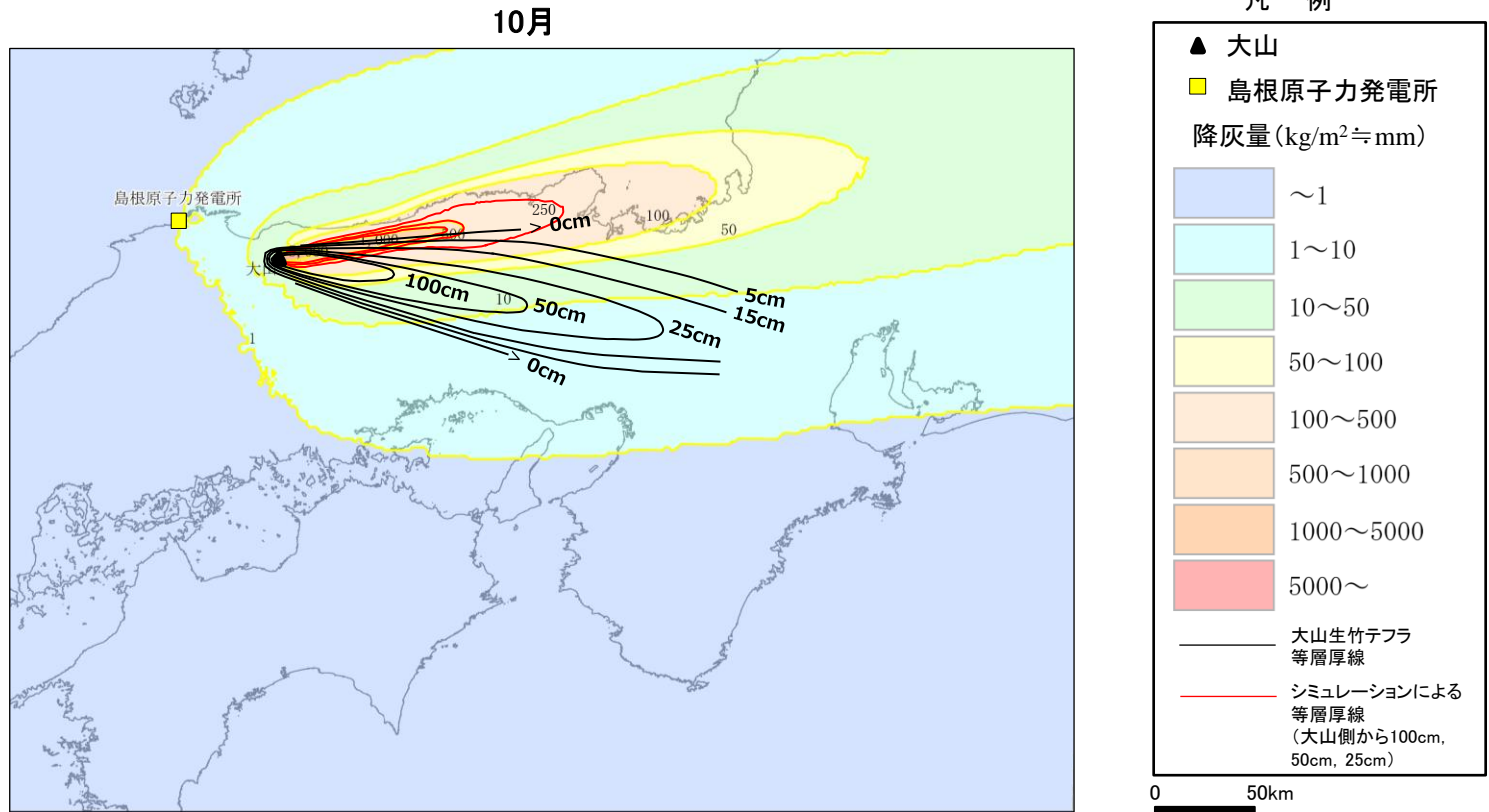 10月
凡 例
大山
島根原子力発電所
降灰量(kg/m²≒mm)
～1
1～10
10～50
50～100
100～500
500～1000
1000～5000
5000～
大山生竹テフラ
等層厚線
シミュレーションによる
等層厚線
（大山側から100cm,
50cm, 25cm）
0 50km
島根原子力発電所
250
> 0cm
100
50
大山
100cm
10
50cm
5cm
15cm
25cm
> 0cm
1